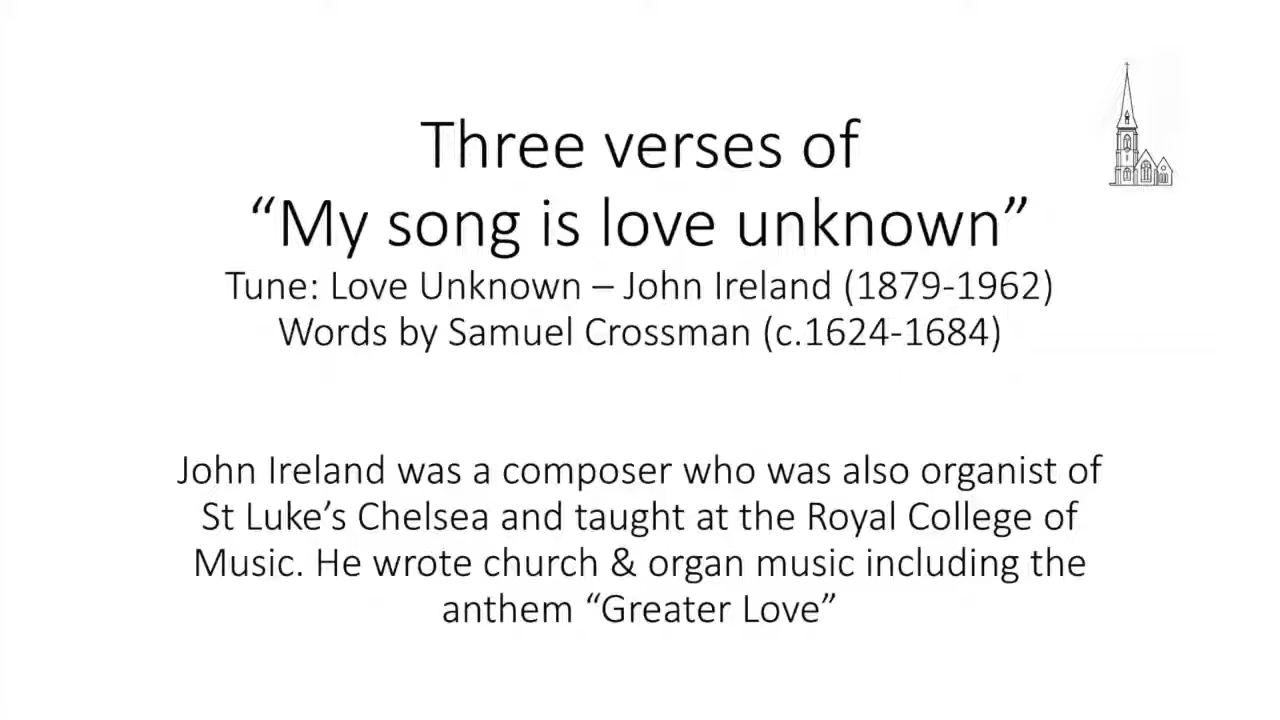 Three verses of
“My song is love unknown”
Tune: Love Unknown – John Ireland (1879-1962)
Words by Samuel Crossman (c.1624-1684)
John Ireland was a composer who was also organist of
St Luke’s Chelsea and taught at the Royal College of
Music. He wrote church & organ music including the
anthem “Greater Love”